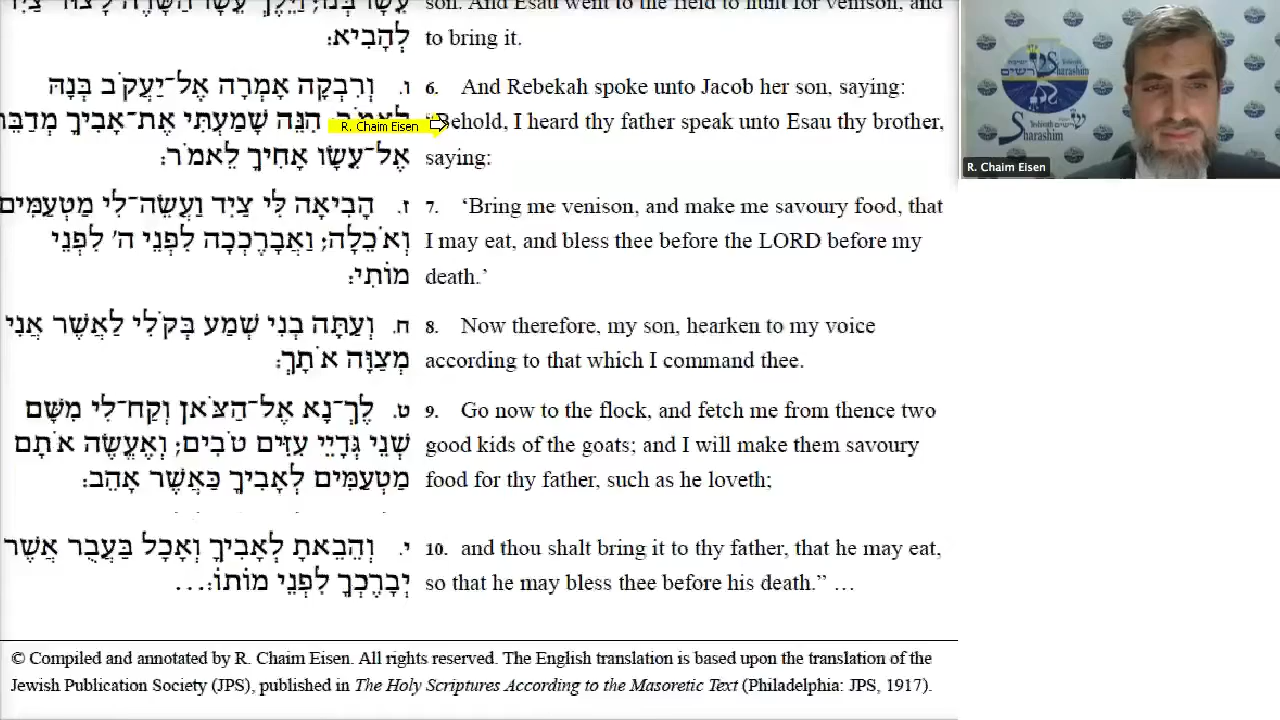 עֵשָׂו בְּנוֹ; וַיֵּלֶךְ עֵשָׂו הַשָּׂדֶה לָצוּד צַיִד
לְהָבִיא:
ו. וְרִבְקָה אָמְרָה אֶל־יַעֲקֹב בְּנָהּ
הִנֵּה שָׁמַעְתִּי אֶת־אָבִיךָ מְדַבֵּר
אֶל־עֵשָׂו אָחִיךָ לֵאמֹר:
ז. הָבִיאָה לִּי צַיִד וַעֲשֵׂה־לִי מַטְעַמִּים
וְאֹכֵלָה; וַאֲבָרֶכְכָה לִפְנֵי ה' לִפְנֵי
מוֹתִי:
ח. וְעַתָּה בְנִי שְׁמַע בְּקֹלִי לַאֲשֶׁר אֲנִי
מְצַוָּה אֹתָךְ:
ט. לֶךְ־נָא אֶל־הַצֹּאן וְקַח־לִי מִשָּׁם
שְׁנֵי גְּדָיֵי עִזִּים טֹבִים; וְאֶעֱשֶׂה אֹתָם
מַטְעַמִּים לְאָבִיךָ כַּאֲשֶׁר אָהֵב:
י. וְהֵבֵאתָ לְאָבִיךָ וְאָכָל בַּעֲבֻר אֲשֶׁר
יְבָרֶכְךָ לִפְנֵי מוֹתוֹ:…
son. And Esau went to the field to hunt for venison, and
to bring it.
6. And Rebekah spoke unto Jacob her son, saying:
"Behold, I heard thy father speak unto Esau thy brother,
saying:
7. ‘Bring me venison, and make me savoury food, that
I may eat, and bless thee before the LORD before my
death.’
8. Now therefore, my son, hearken to my voice
according to that which I command thee.
9. Go now to the flock, and fetch me from thence two
good kids of the goats; and I will make them savoury
food for thy father, such as he loveth;
10. and thou shalt bring it to thy father, that he may eat,
so that he may bless thee before his death.” …
R. Chaim Eisen
© Compiled and annotated by R. Chaim Eisen. All rights reserved. The English translation is based upon the translation of the
Jewish Publication Society (JPS), published in The Holy Scriptures According to the Masoretic Text (Philadelphia: JPS, 1917).
Yeshivath
Sharashim
Sharashim
R. Chaim Eisen